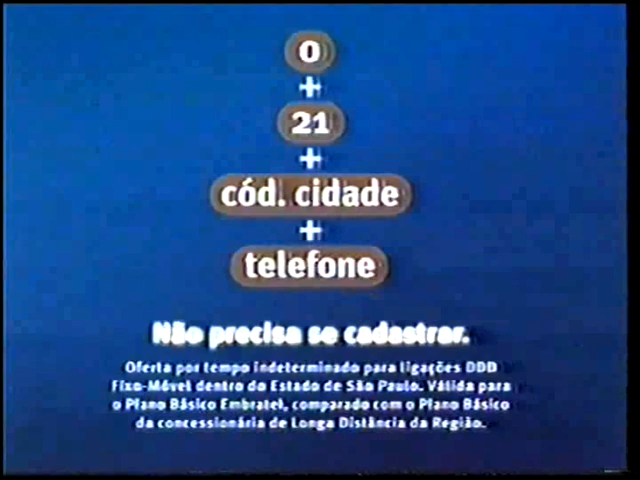 0
+
21
+
cód. cidade
+
telefone
Não precisa se cadastrar.
Oferta por tempo indeterminado para ligações DDD
Fixo-Móvel dentro do Estado de São Paulo. Válida para
o Plano Básico Embratel, comparado com o Plano Básico
da concessionária de Longa Distância da Região.